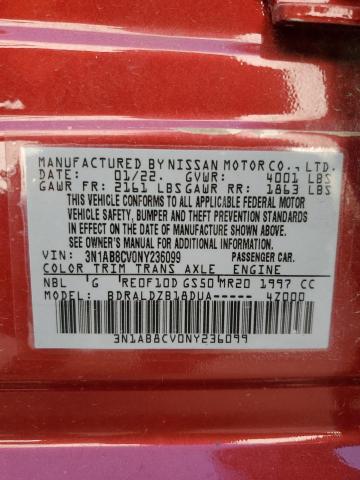 MANUFACTURED BY NISSAN MOTOR CO., LTD.
DATE: 01/22. GVWR: 4001 LBS
GAWR FR: 2161 LBS GAWR RR: 1863 LBS
THIS VEHICLE CONFORMS TO ALL APPLICABLE FEDERAL MOTOR
VEHICLE SAFETY, BUMPER AND THEFT PREVENTION STANDARDS IN
EFFECT ON THE DATE OF MANUFACTURE SHOWN ABOVE.
SEE OWNER'S MANUAL FOR ADDITIONAL INFORMATION.
VIN: 3N1AB8CV0NY236099 PASSENGER CAR.
COLOR TRIM TRANS AXLE ENGINE
NBL G RE0F10D GS50 MR20 1997 CC
MODEL: BDRALDZB18DUA----- 4Z000
3N1AB8CV0NY236099